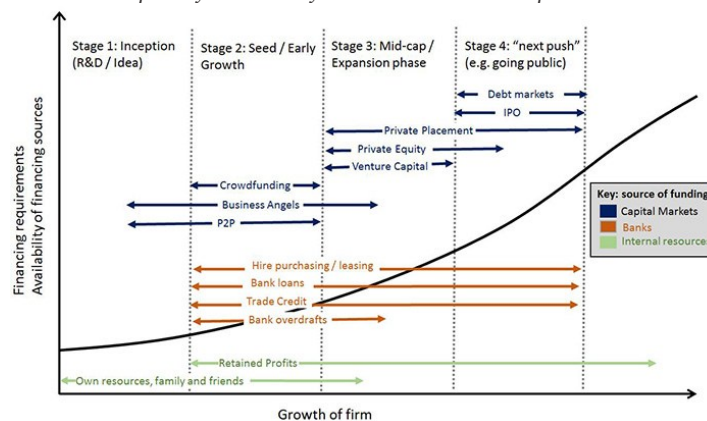 Stage 1: Inception
(R&D / Idea)
Stage 2: Seed / Early
Growth
Stage 3: Mid-cap /
Expansion phase
Stage 4: "next push"
(e.g. going public)
Debt markets
IPO
Private Placement
Private Equity
Venture Capital
Crowdfunding
Business Angels
P2P
Hire purchasing / leasing
Bank loans
Trade Credit
Bank overdrafts
Retained Profits
Own resources, family and friends
Key: source of funding
Capital Markets
Banks
Internal resources
Financing requirements
Availability of financing sources
Growth of firm